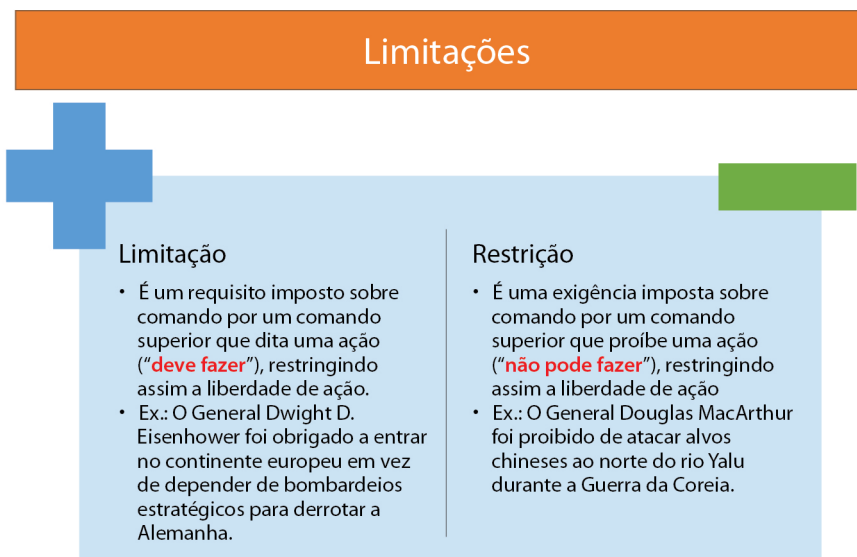 Limitações
Limitação
• É um requisito imposto sobre
comando por um comando
superior que dita uma ação
(“deve fazer”), restringindo
assim a liberdade de ação.
• Ex.: O General Dwight D.
Eisenhower foi obrigado a entrar
no continente europeu em vez
de depender de bombardeios
estratégicos para derrotar a
Alemanha.
Restrição
• É uma exigência imposta sobre
comando por um comando
superior que proíbe uma ação
(“não pode fazer”), restringindo
assim a liberdade de ação
• Ex.: O General Douglas MacArthur
foi proibido de atacar alvos
chineses ao norte do rio Yalu
durante a Guerra da Coreia.